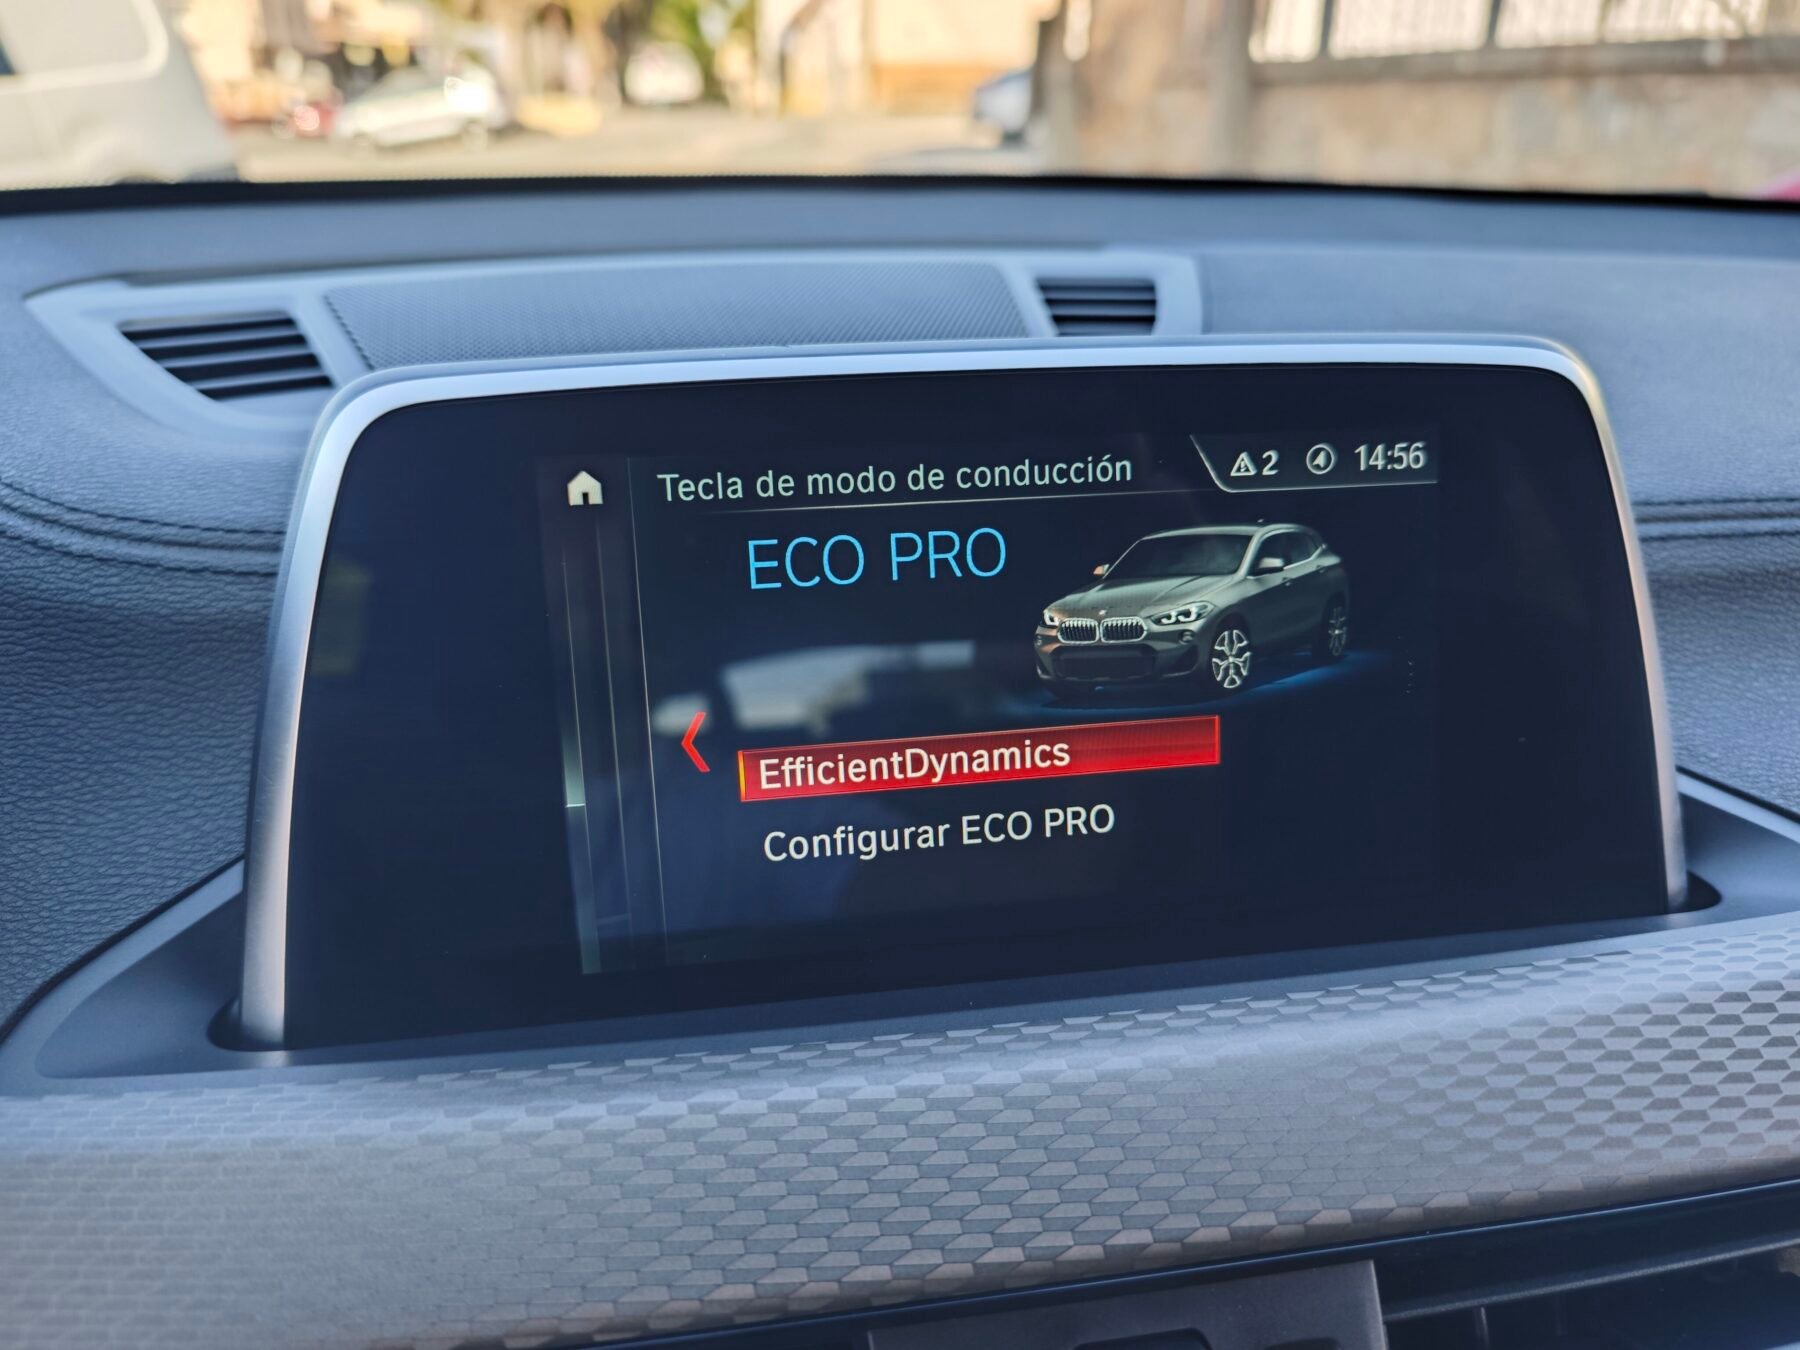 Tecla de modo de conducción
2 14:56
ECO PRO
EfficientDynamics
Configurar ECO PRO